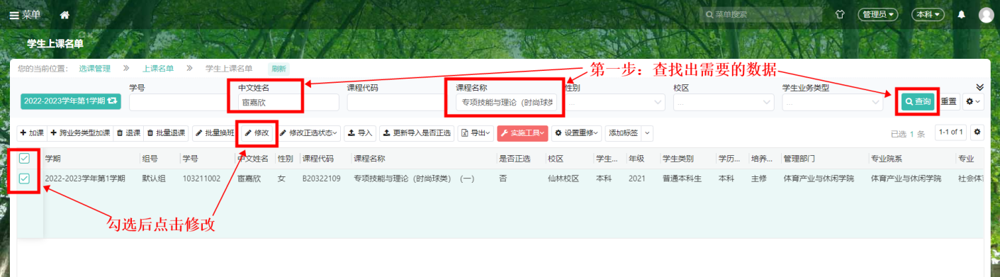 菜单
菜单搜索
管理员
本科
学生上课名单
您的当前位置： 选课管理 » 上课名单 » 学生上课名单 刷新
第一步：查找出需要的数据
学号 中文姓名 课程代码 课程名称 性别 校区 学生业务类型
2022-2023学年第1学期 宦嘉欣 专项技能与理论（时尚球类 ... ... ... 查询 重置
加课 跨业务类型加课 退课 批量退课 批量换班 修改 修改正选状态 导入 更新导入是否正选 导出 实施工具 设置重修 添加标签 已选 1 条 1-1 of 1
学期 组号 学号 中文姓名 性别 课程代码 课程名称 是否正选 校区 学生... 年级 学生类别 学历... 培养... 管理部门 专业院系 专业
2022-2023学年第1学期 默认组 103211002 宦嘉欣 女 B20322109 专项技能与理论（时尚球类）（一） 否 仙林校区 本科 2021 普通本科生 本科 主修 体育产业与休闲学院 体育产业与休闲学院 社会体
勾选后点击修改